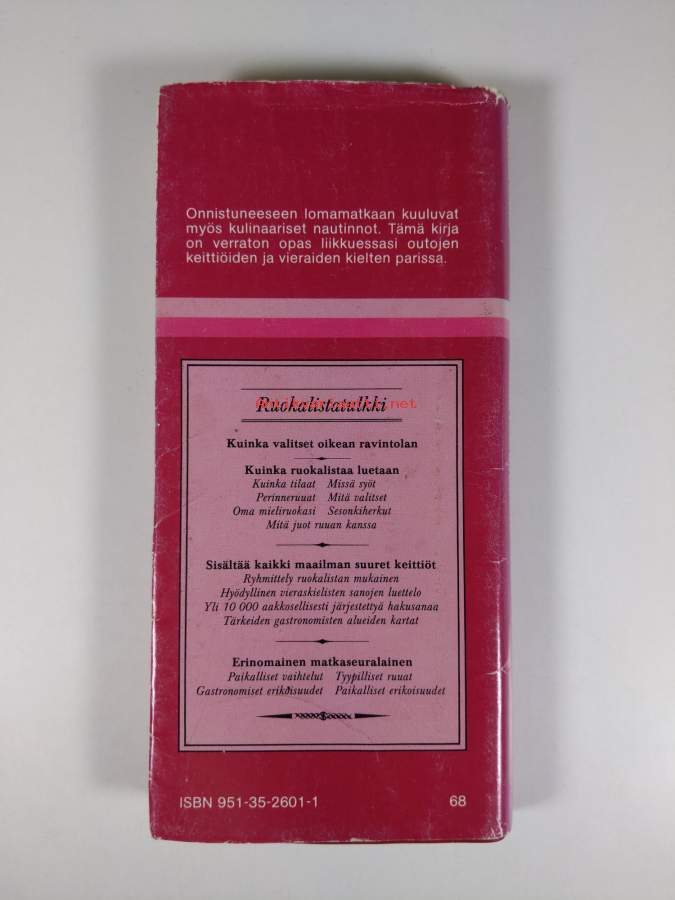 Onnistuneeseen lomamatkaan kuuluvat
myös kulinaariset nautinnot. Tämä kirja
on verraton opas liikkuessasi outojen
keittiöiden ja vieraiden kielten parissa.
Ruokalistatulkki
Kuinka valitset oikean ravintolan
Kuinka ruokalistaa luetaan
Kuinka tilaat Missä syöt
Perinneruuat Mitä valitset
Oma mieliruokasi Sesonkiherkut
Mitä juot ruuan kanssa
Sisältää kaikki maailman suuret keittiöt
Ryhmittely ruokalistan mukainen
Hyödyllinen vieraskielisten sanojen luettelo
Yli 10 000 aakkosellisesti järjestettyä hakusanaa
Tärkeiden gastronomisten alueiden kartat
Erinomainen matkaseuralainen
Paikalliset vaihtelut Tyypilliset ruuat
Gastronomiset erikoisuudet Paikalliset erikoisuudet
ISBN 951-35-2601-1 68